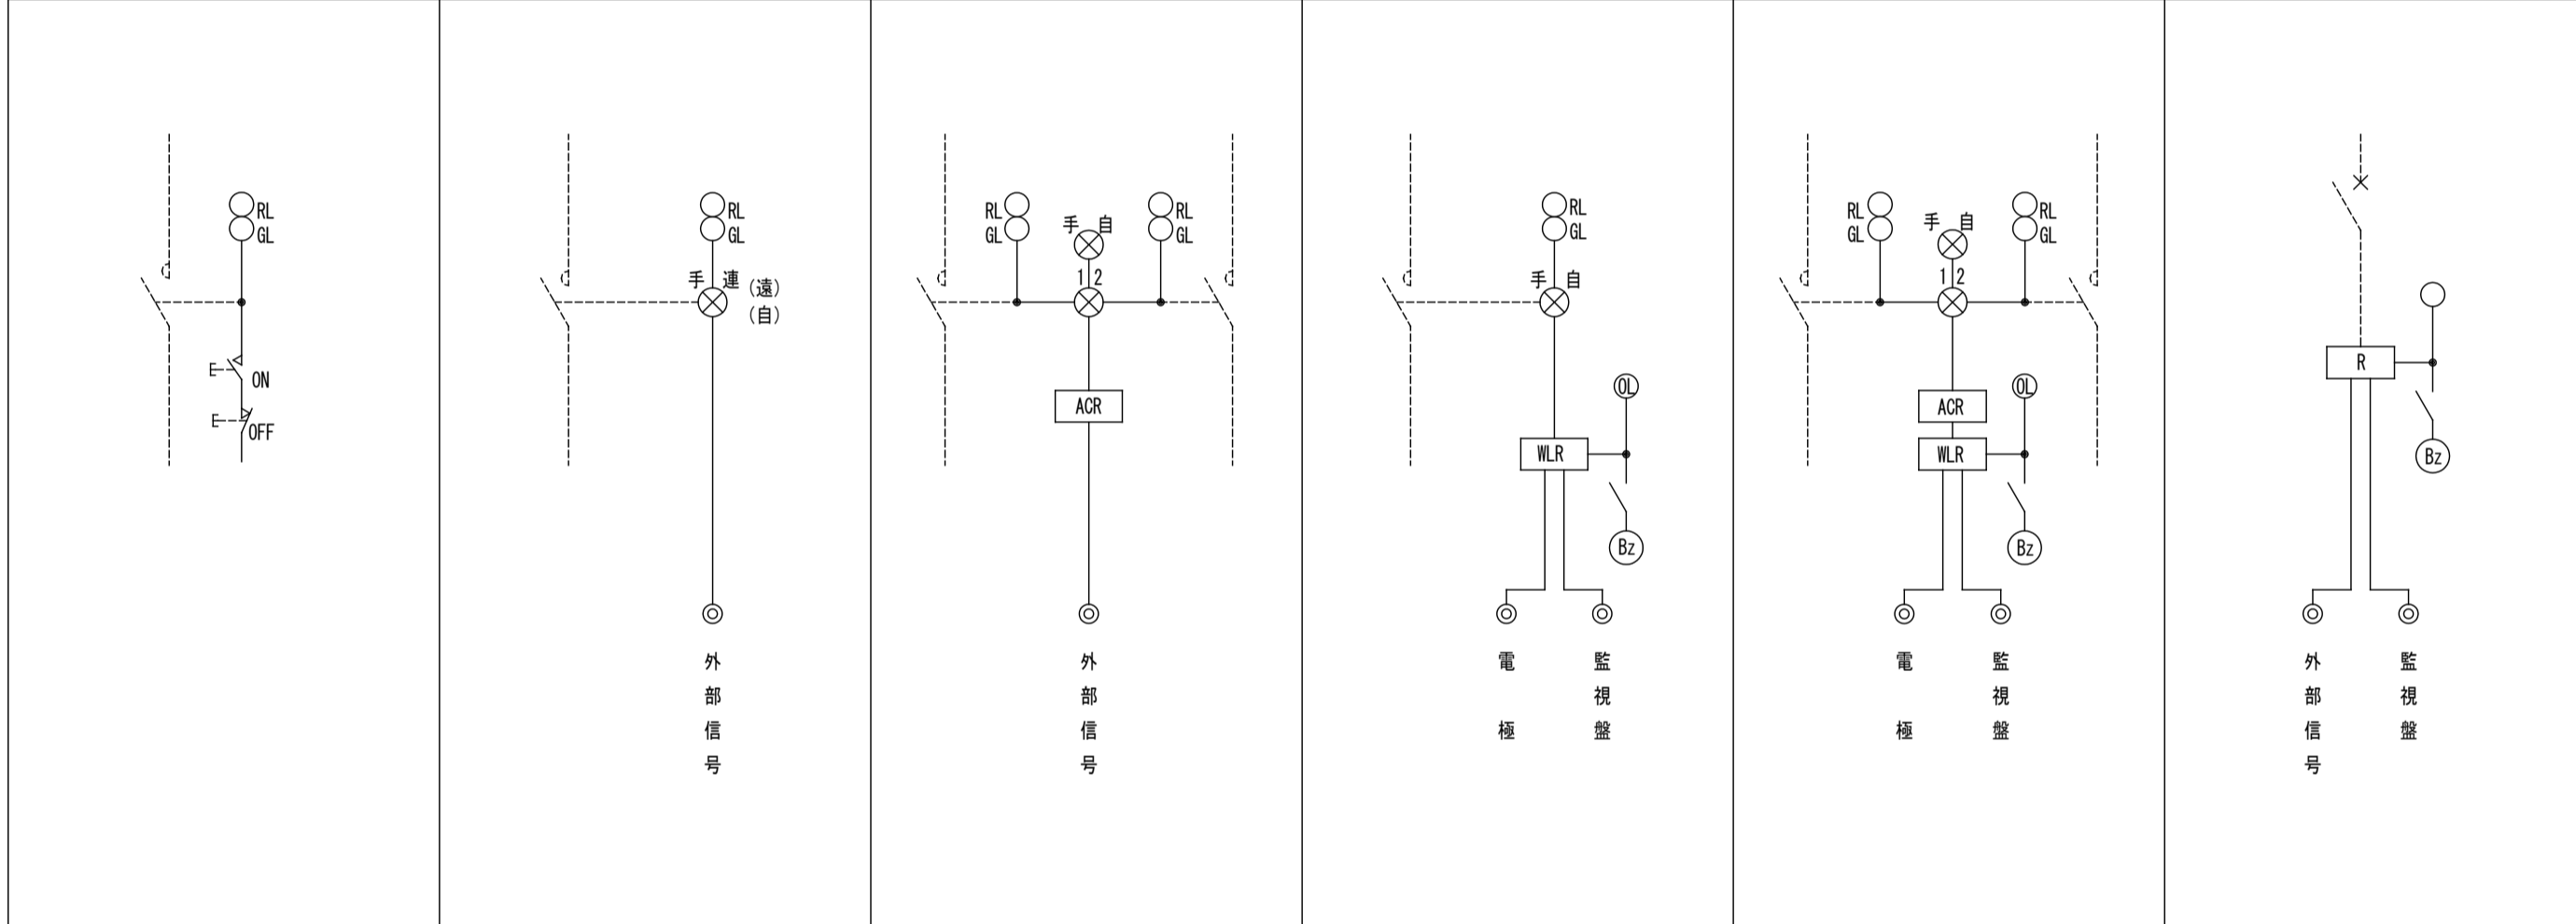 RL
GL
ON
OFF
RL
GL
手 連 (遠)
(自)
外部信号
RL
GL
手 自
RL
GL
1 2
ACR
外部信号
RL
GL
手 自
OL
WLR
Bz
電極
監視盤
RL
GL
手 自
RL
GL
1 2
OL
ACR
WLR
Bz
電極
監視盤
R
Bz
外部信号
監視盤